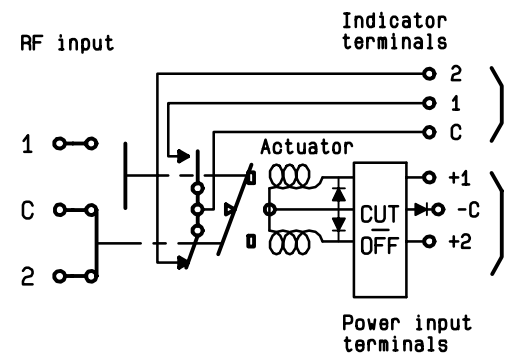 Indicator
terminals
RF input
2
1
C
Actuator
1
+1
C
CUT
OFF
-C
+2
2
Power input
terminals